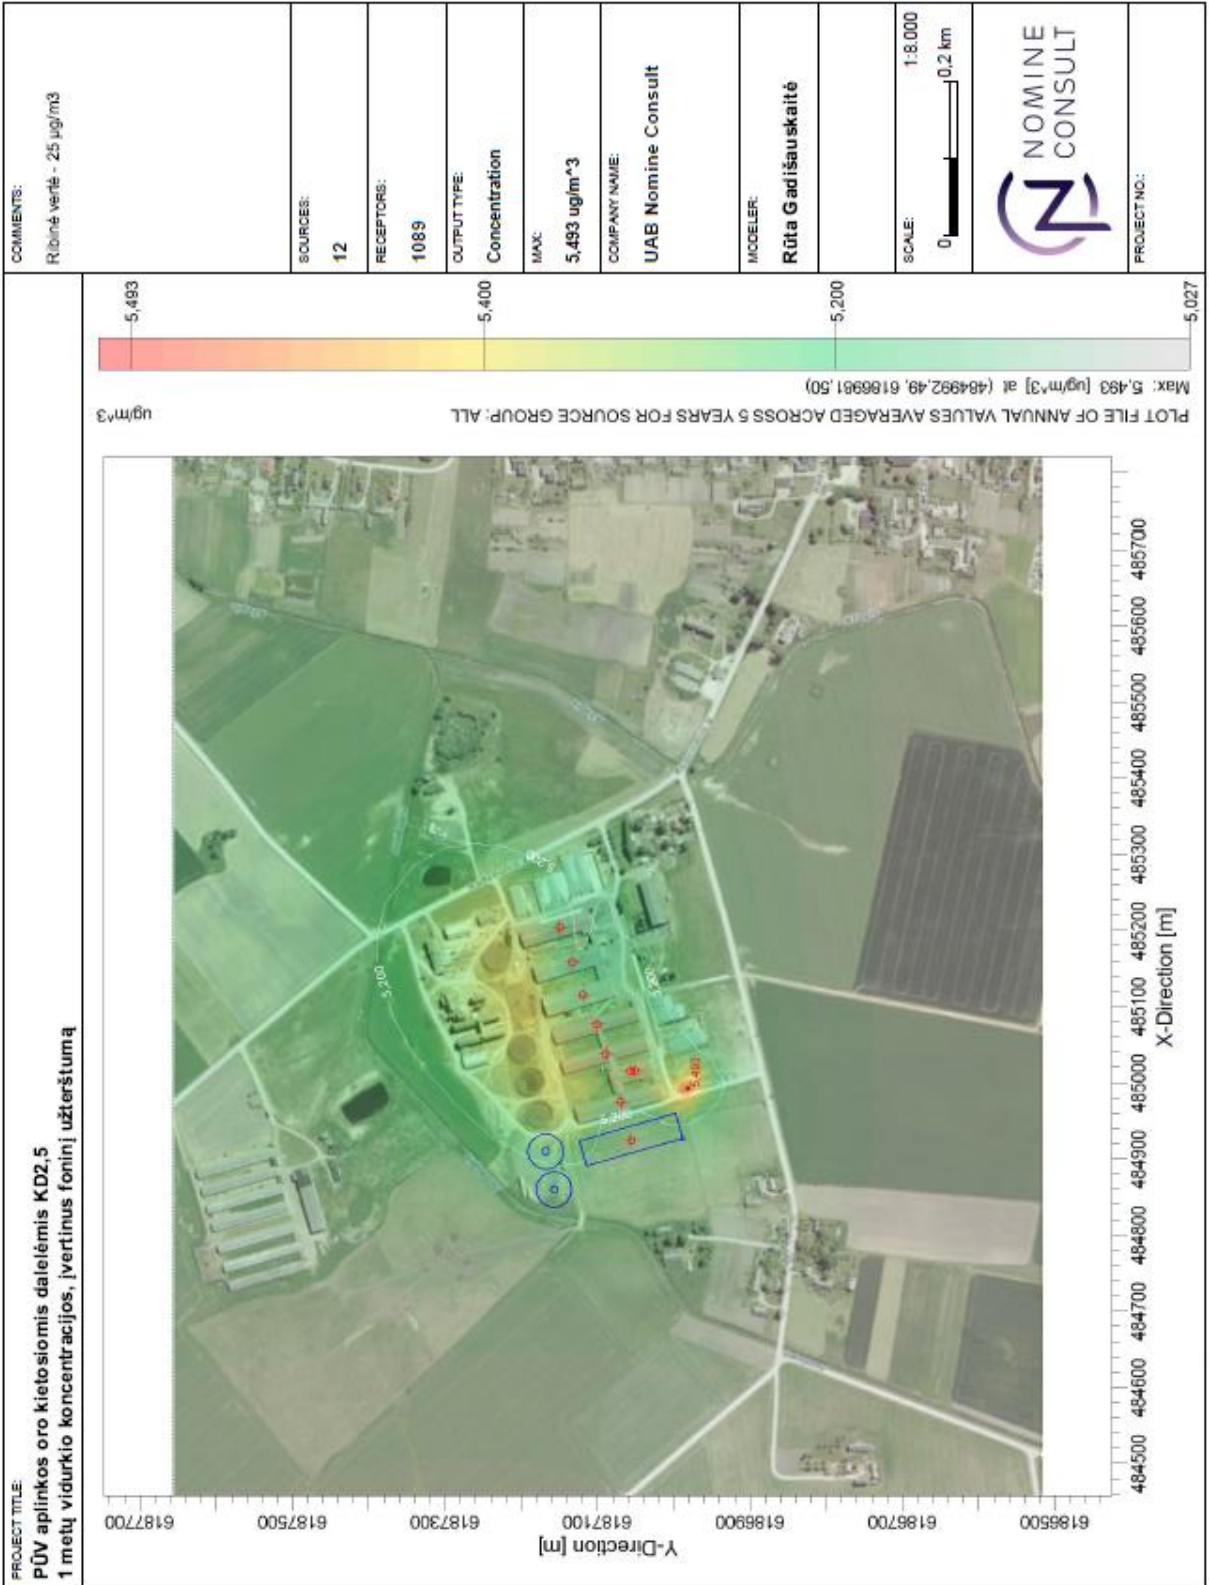 PROJECT TITLE:
PŪV aplinkos oro kietosiomis dalelėmis KD2,5
1 metų vidurkio koncentracijos, įvertinus foninį užterštumą
Y-Direction [m]
6187700
6187500
6187300
6187100
6186900
6186700
6186500
5,200
5,200
5,200
5,200
5,493
484500
484600
484700
484800
484900
485000
485100
485200
485300
485400
485500
485600
485700
X-Direction [m]
ug/m^3
PLOT FILE OF ANNUAL VALUES AVERAGED ACROSS 5 YEARS FOR SOURCE GROUP: ALL
Max: 5,493 [ug/m^3] at (484992,49, 6186981,50)
5,493
5,400
5,200
5,027
COMMENTS:
Ribinė vertė - 25 µg/m3
SOURCES:
12
RECEPTORS:
1089
OUTPUT TYPE:
Concentration
MAX:
5,493 ug/m^3
COMPANY NAME:
UAB Nomine Consult
MODELER:
Rūta Gadišauskaitė
SCALE:
1:8.000
0
0,2 km
NOMINE
CONSULT
PROJECT NO.: